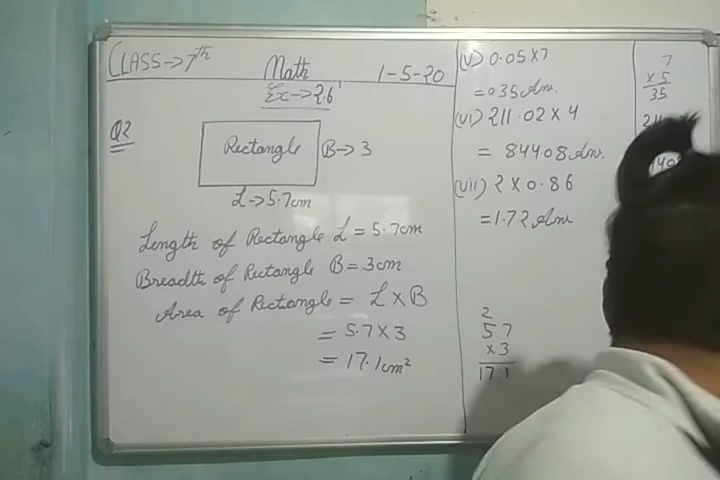 CLASS→7th
Math
1-5-20
Ex→2.6
Q2
Rectangle
B→3
L→5.7cm
Length of Rectangle L = 5.7cm
Breadth of Rectangle B = 3cm
Area of Rectangle = L X B
= 5.7 X 3
= 17.1cm²
(V) 0.05 X 7
= 0.35 Ans.
(Vi) 211.02 X 4
= 844.08 Ans.
(Vii) 2 X 0.86
= 1.72 Ans
2
57
X 3
17.1
7
X 5
35